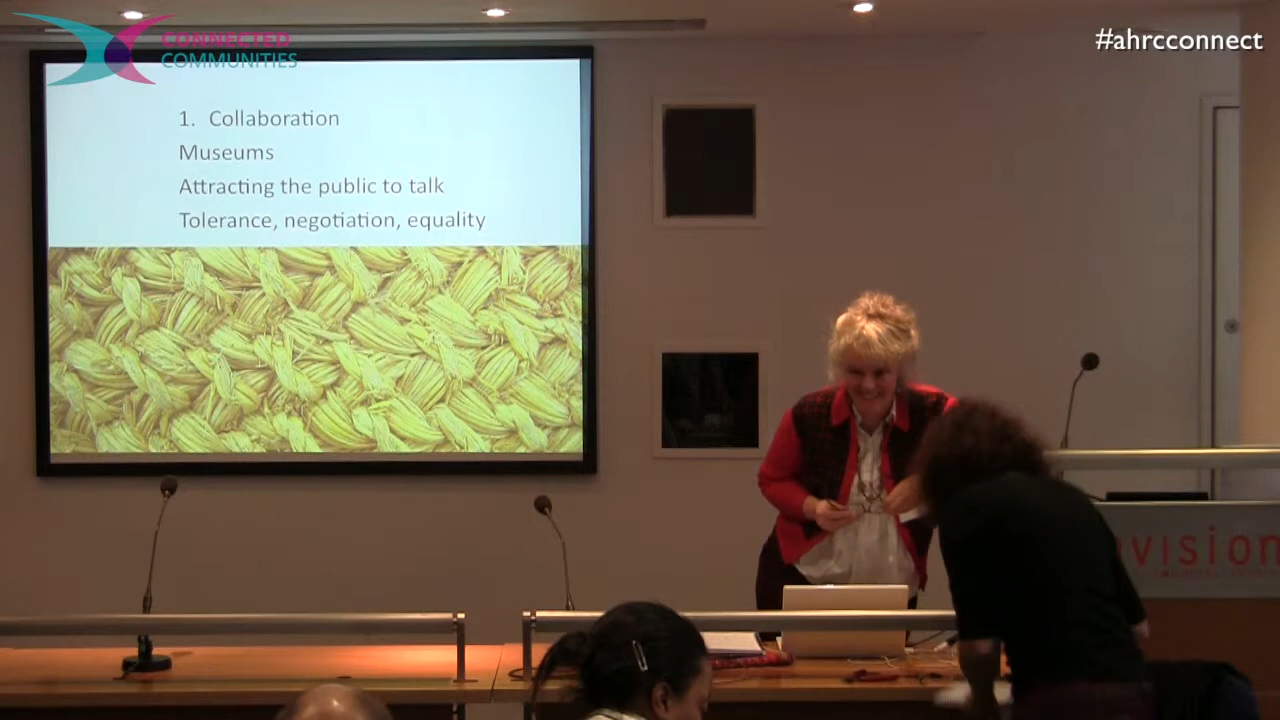 CONNECTED
COMMUNITIES
#ahrcconnect
1. Collaboration
Museums
Attracting the public to talk
Tolerance, negotiation, equality
vision